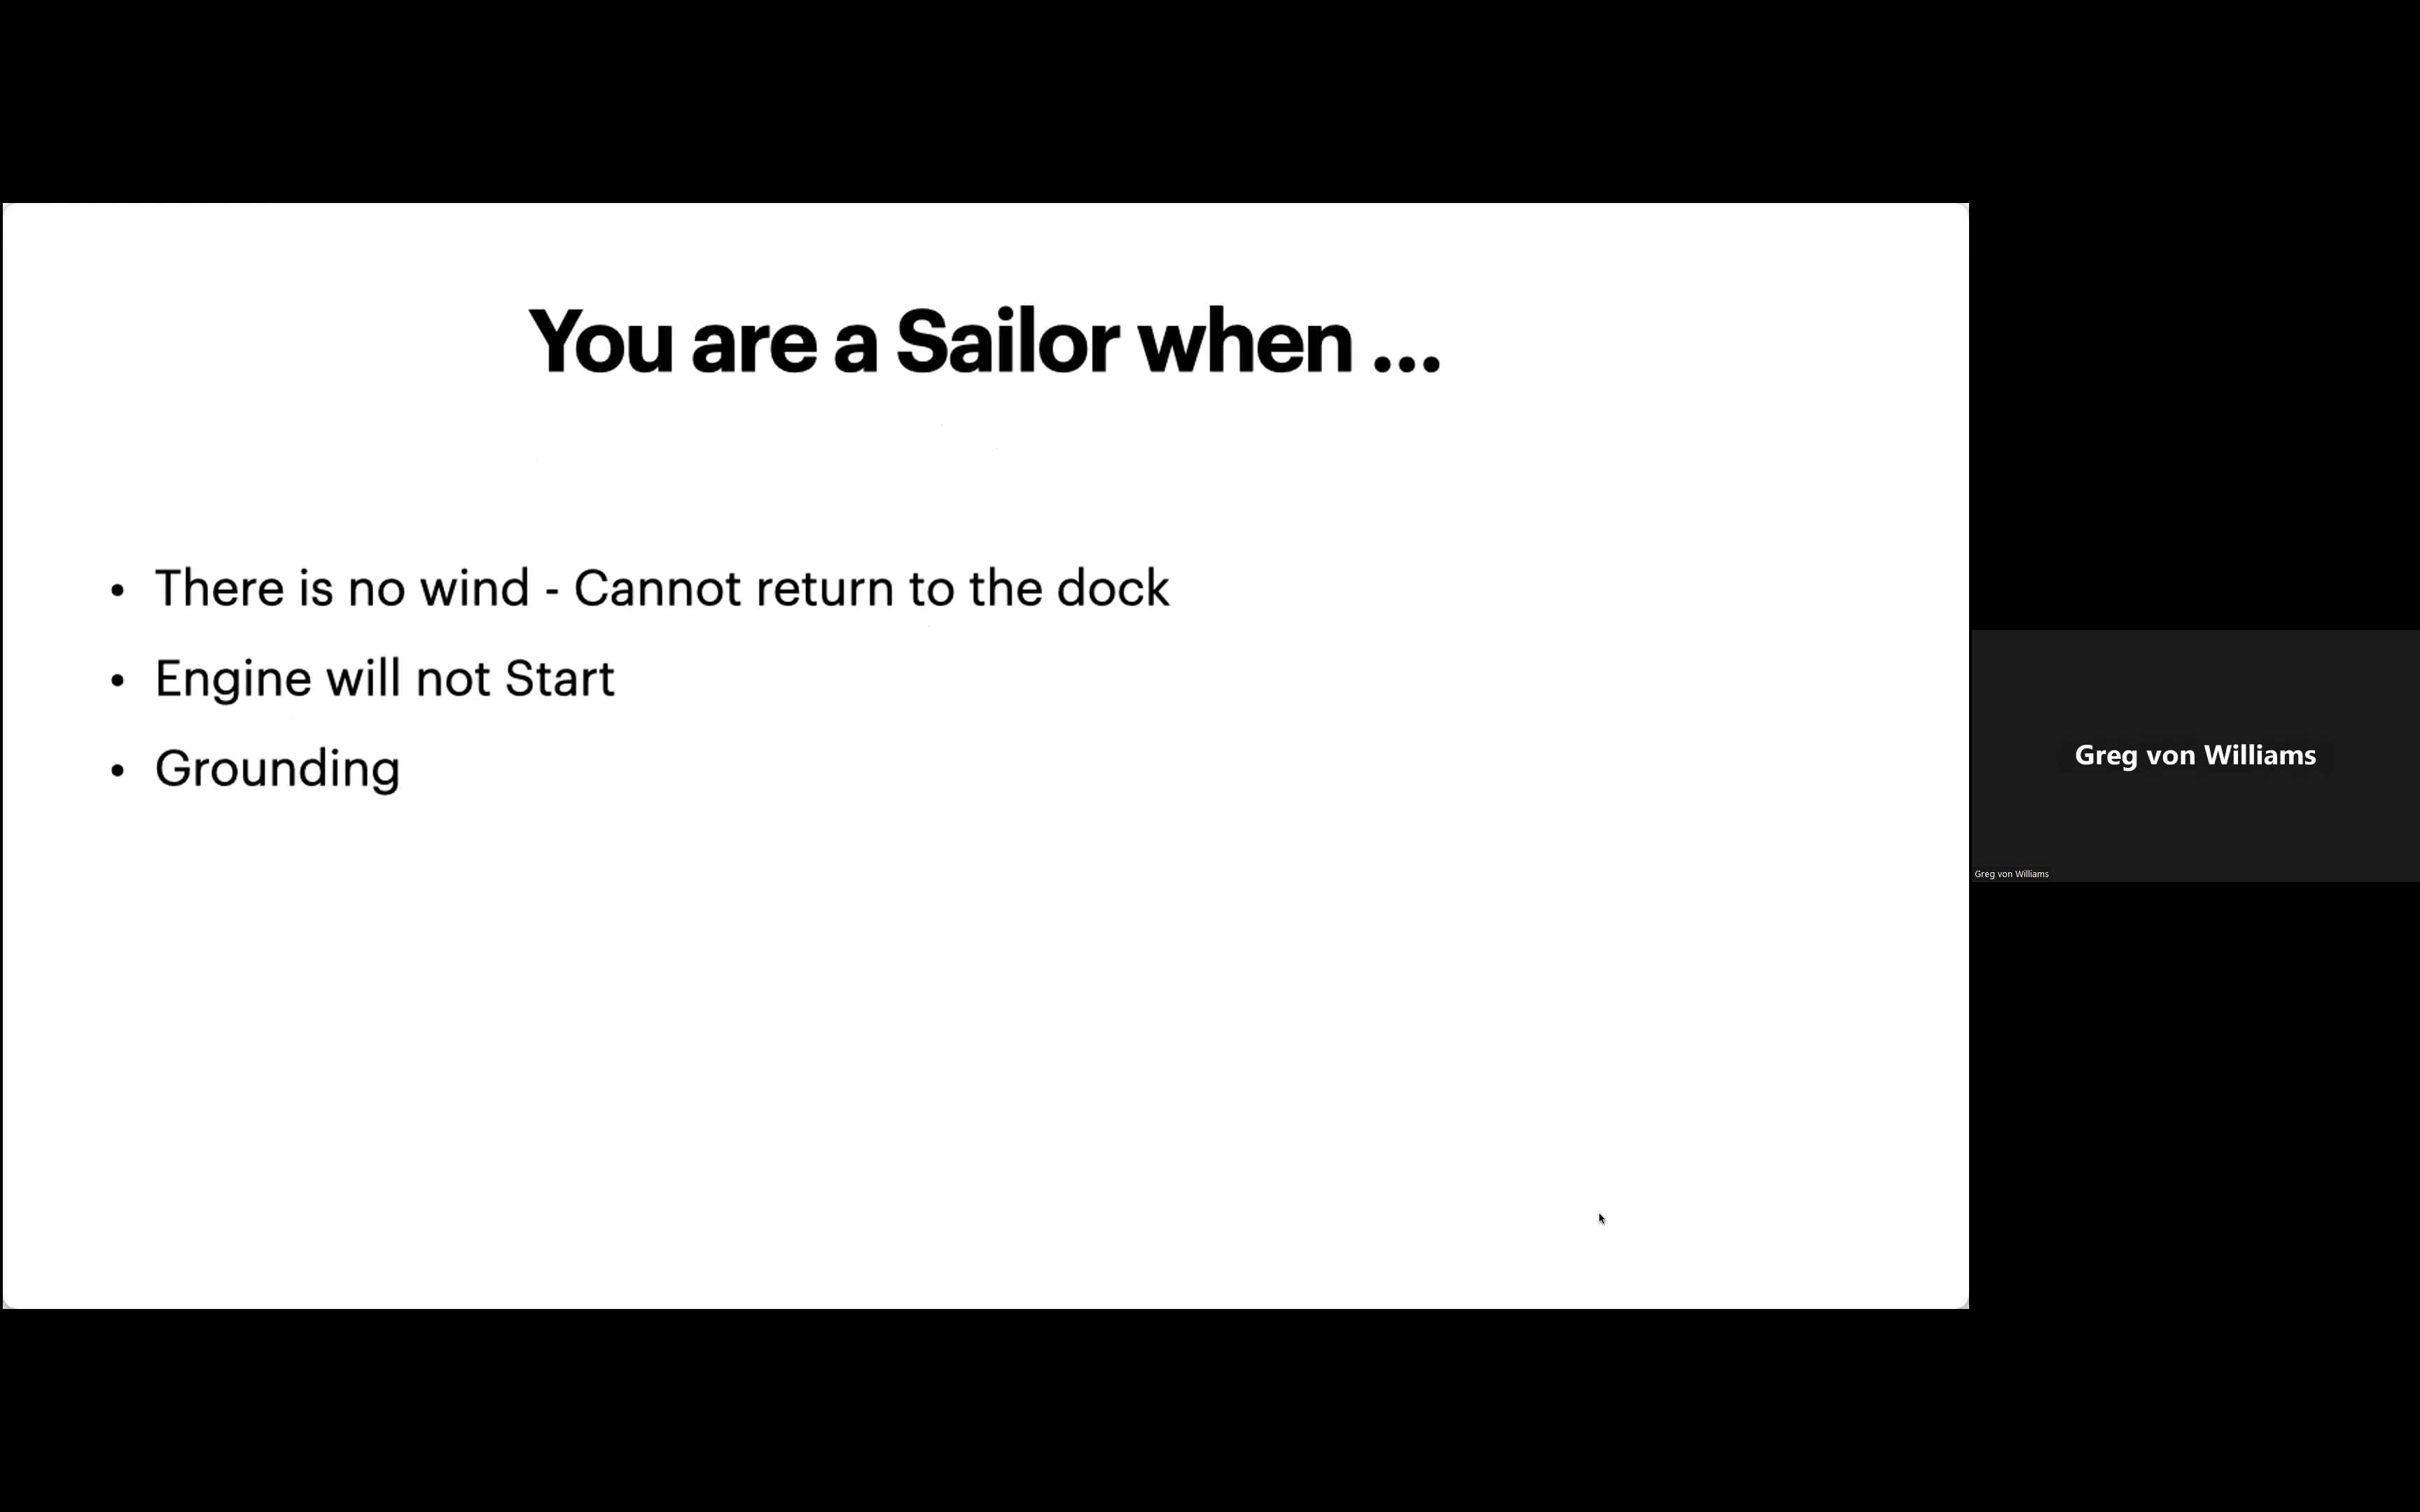 You are a Sailor when ...
• There is no wind - Cannot return to the dock
• Engine will not Start
• Grounding
Greg von Williams
Greg von Williams